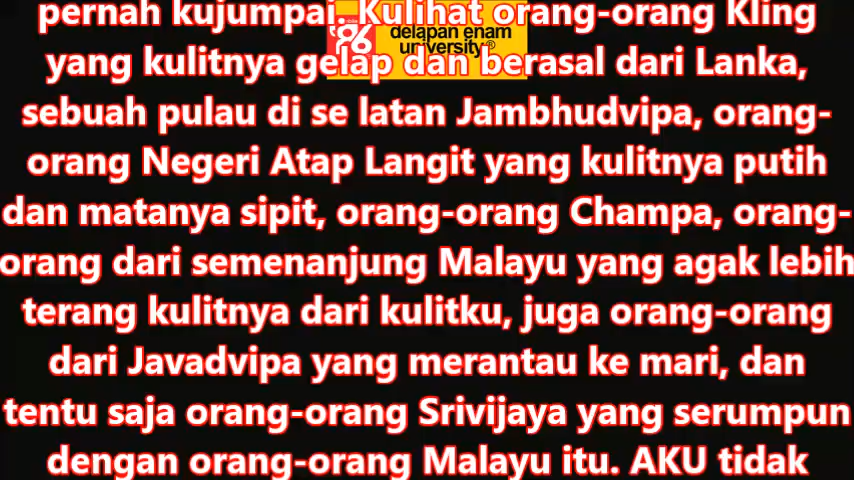 pernah kujumpai. Kulihat orang-orang Kling
86
delapan enam
university®
yang kulitnya gelap dan berasal dari Lanka,
sebuah pulau di se latan Jambhudvipa, orang-
orang Negeri Atap Langit yang kulitnya putih
dan matanya sipit, orang-orang Champa, orang-
orang dari semenanjung Malayu yang agak lebih
terang kulitnya dari kulitku, juga orang-orang
dari Javadvipa yang merantau ke mari, dan
tentu saja orang-orang Srivijaya yang serumpun
dengan orang-orang Malayu itu. AKU tidak